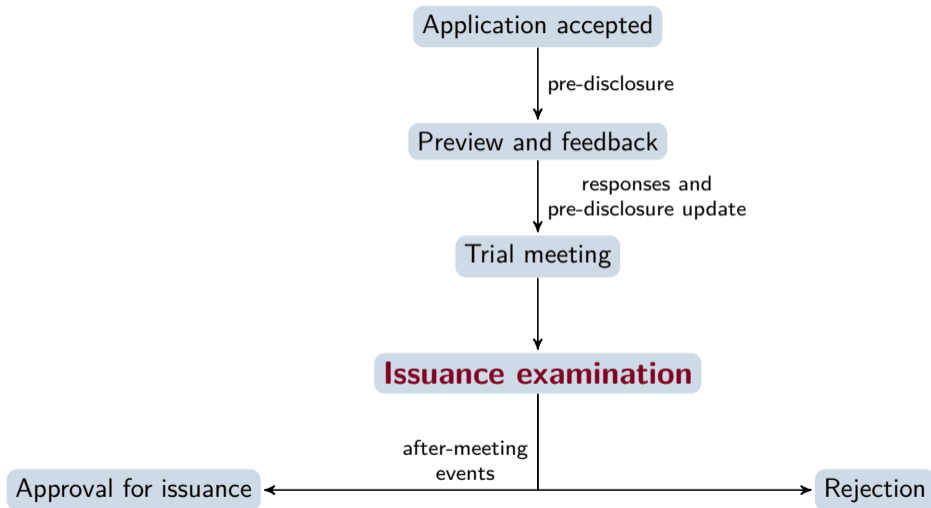 Application accepted
pre-disclosure
Preview and feedback
responses and
pre-disclosure update
Trial meeting
Issuance examination
after-meeting
events
Approval for issuance
Rejection